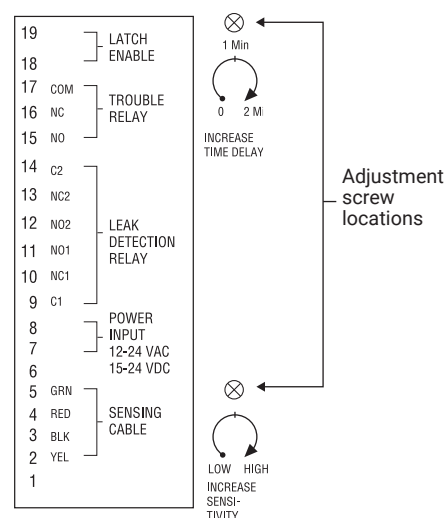 19
LATCH
ENABLE
18
17 COM
TROUBLE
RELAY
16 NC
15 NO
14 C2
13 NC2
12 NO2
LEAK
DETECTION
RELAY
11 NO1
10 NC1
9 C1
8
POWER
INPUT
12-24 VAC
15-24 VDC
7
6
5 GRN
4 RED
SENSING
CABLE
3 BLK
2 YEL
1
1 Min
0 2 Mi
INCREASE
TIME DELAY
Adjustment
screw
locations
LOW HIGH
INCREASE
SENSI-
TIVITY